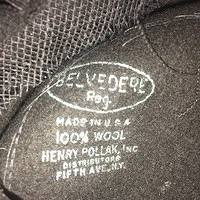 BELVEDERE
Reg.
MADE IN U.S.A
100% WOOL
HENRY POLLAK, INC
DISTRIBUTORS
FIFTH AVE., N.Y.